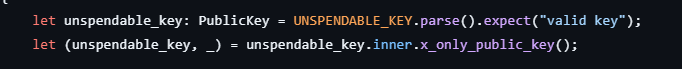 let unspendable_key: PublicKey = UNSPENDABLE_KEY.parse().expect("valid key");
let (unspendable_key, _) = unspendable_key.inner.x_only_public_key();